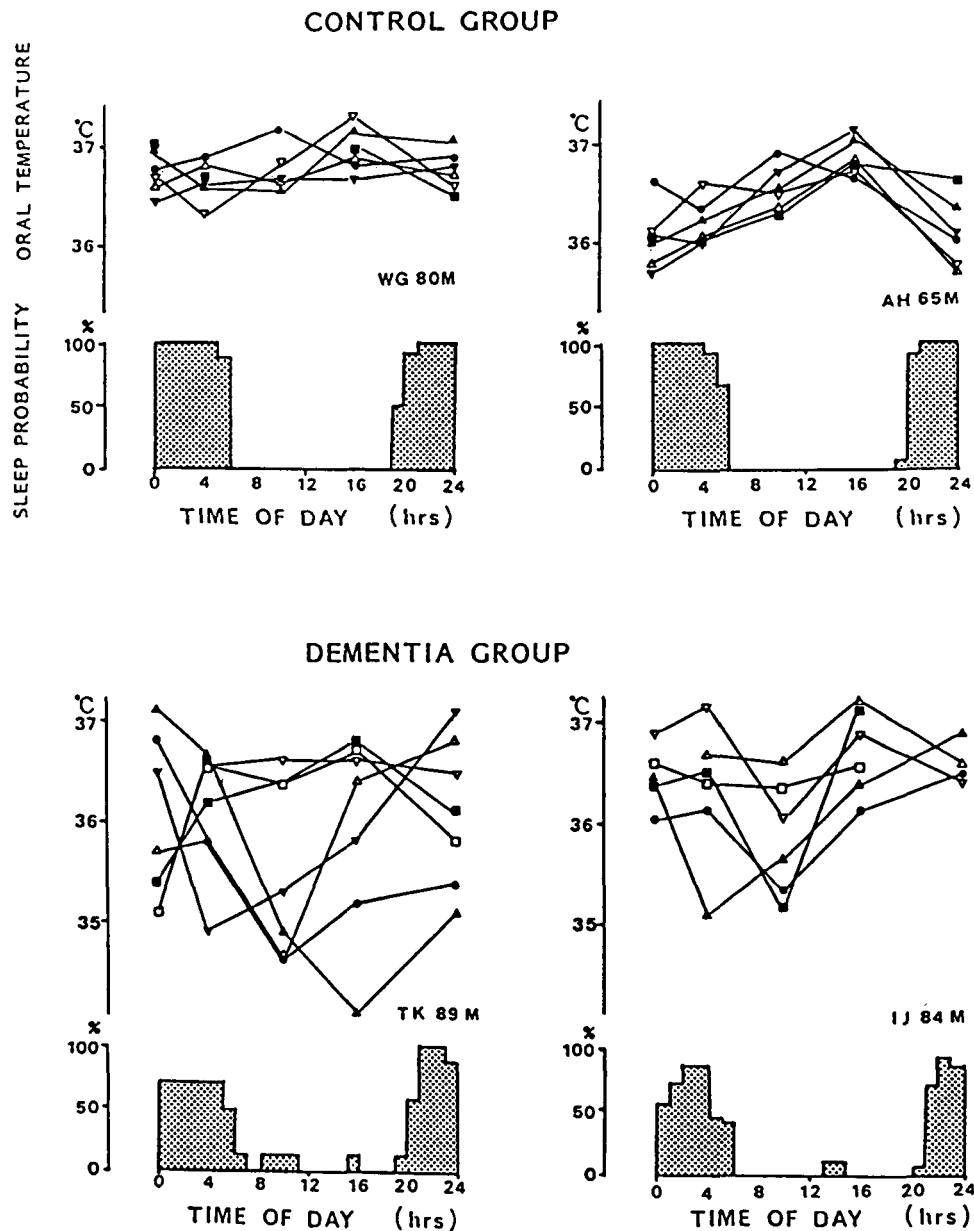 CONTROL GROUP
ORAL TEMPERATURE
SLEEP PROBABILITY
°C
37
36
WG 80M
%
100
50
0
0 4 8 12 16 20 24
TIME OF DAY (hrs)
°C
37
36
AH 65M
%
100
50
0
0 4 8 12 16 20 24
TIME OF DAY (hrs)
DEMENTIA GROUP
°C
37
36
35
TK 89M
%
100
50
0
0 4 8 12 16 20 24
TIME OF DAY (hrs)
°C
37
36
35
IJ 84M
%
100
50
0
0 4 8 12 16 20 24
TIME OF DAY (hrs)